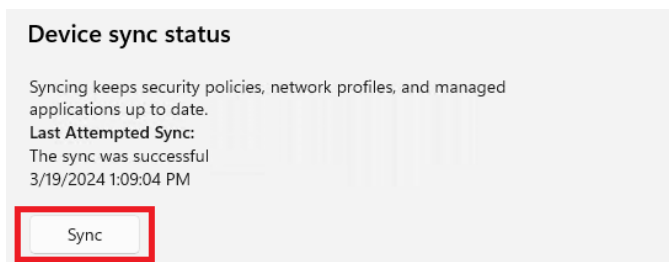 Device sync status
Syncing keeps security policies, network profiles, and managed
applications up to date.
Last Attempted Sync:
The sync was successful
3/19/2024 1:09:04 PM
Sync